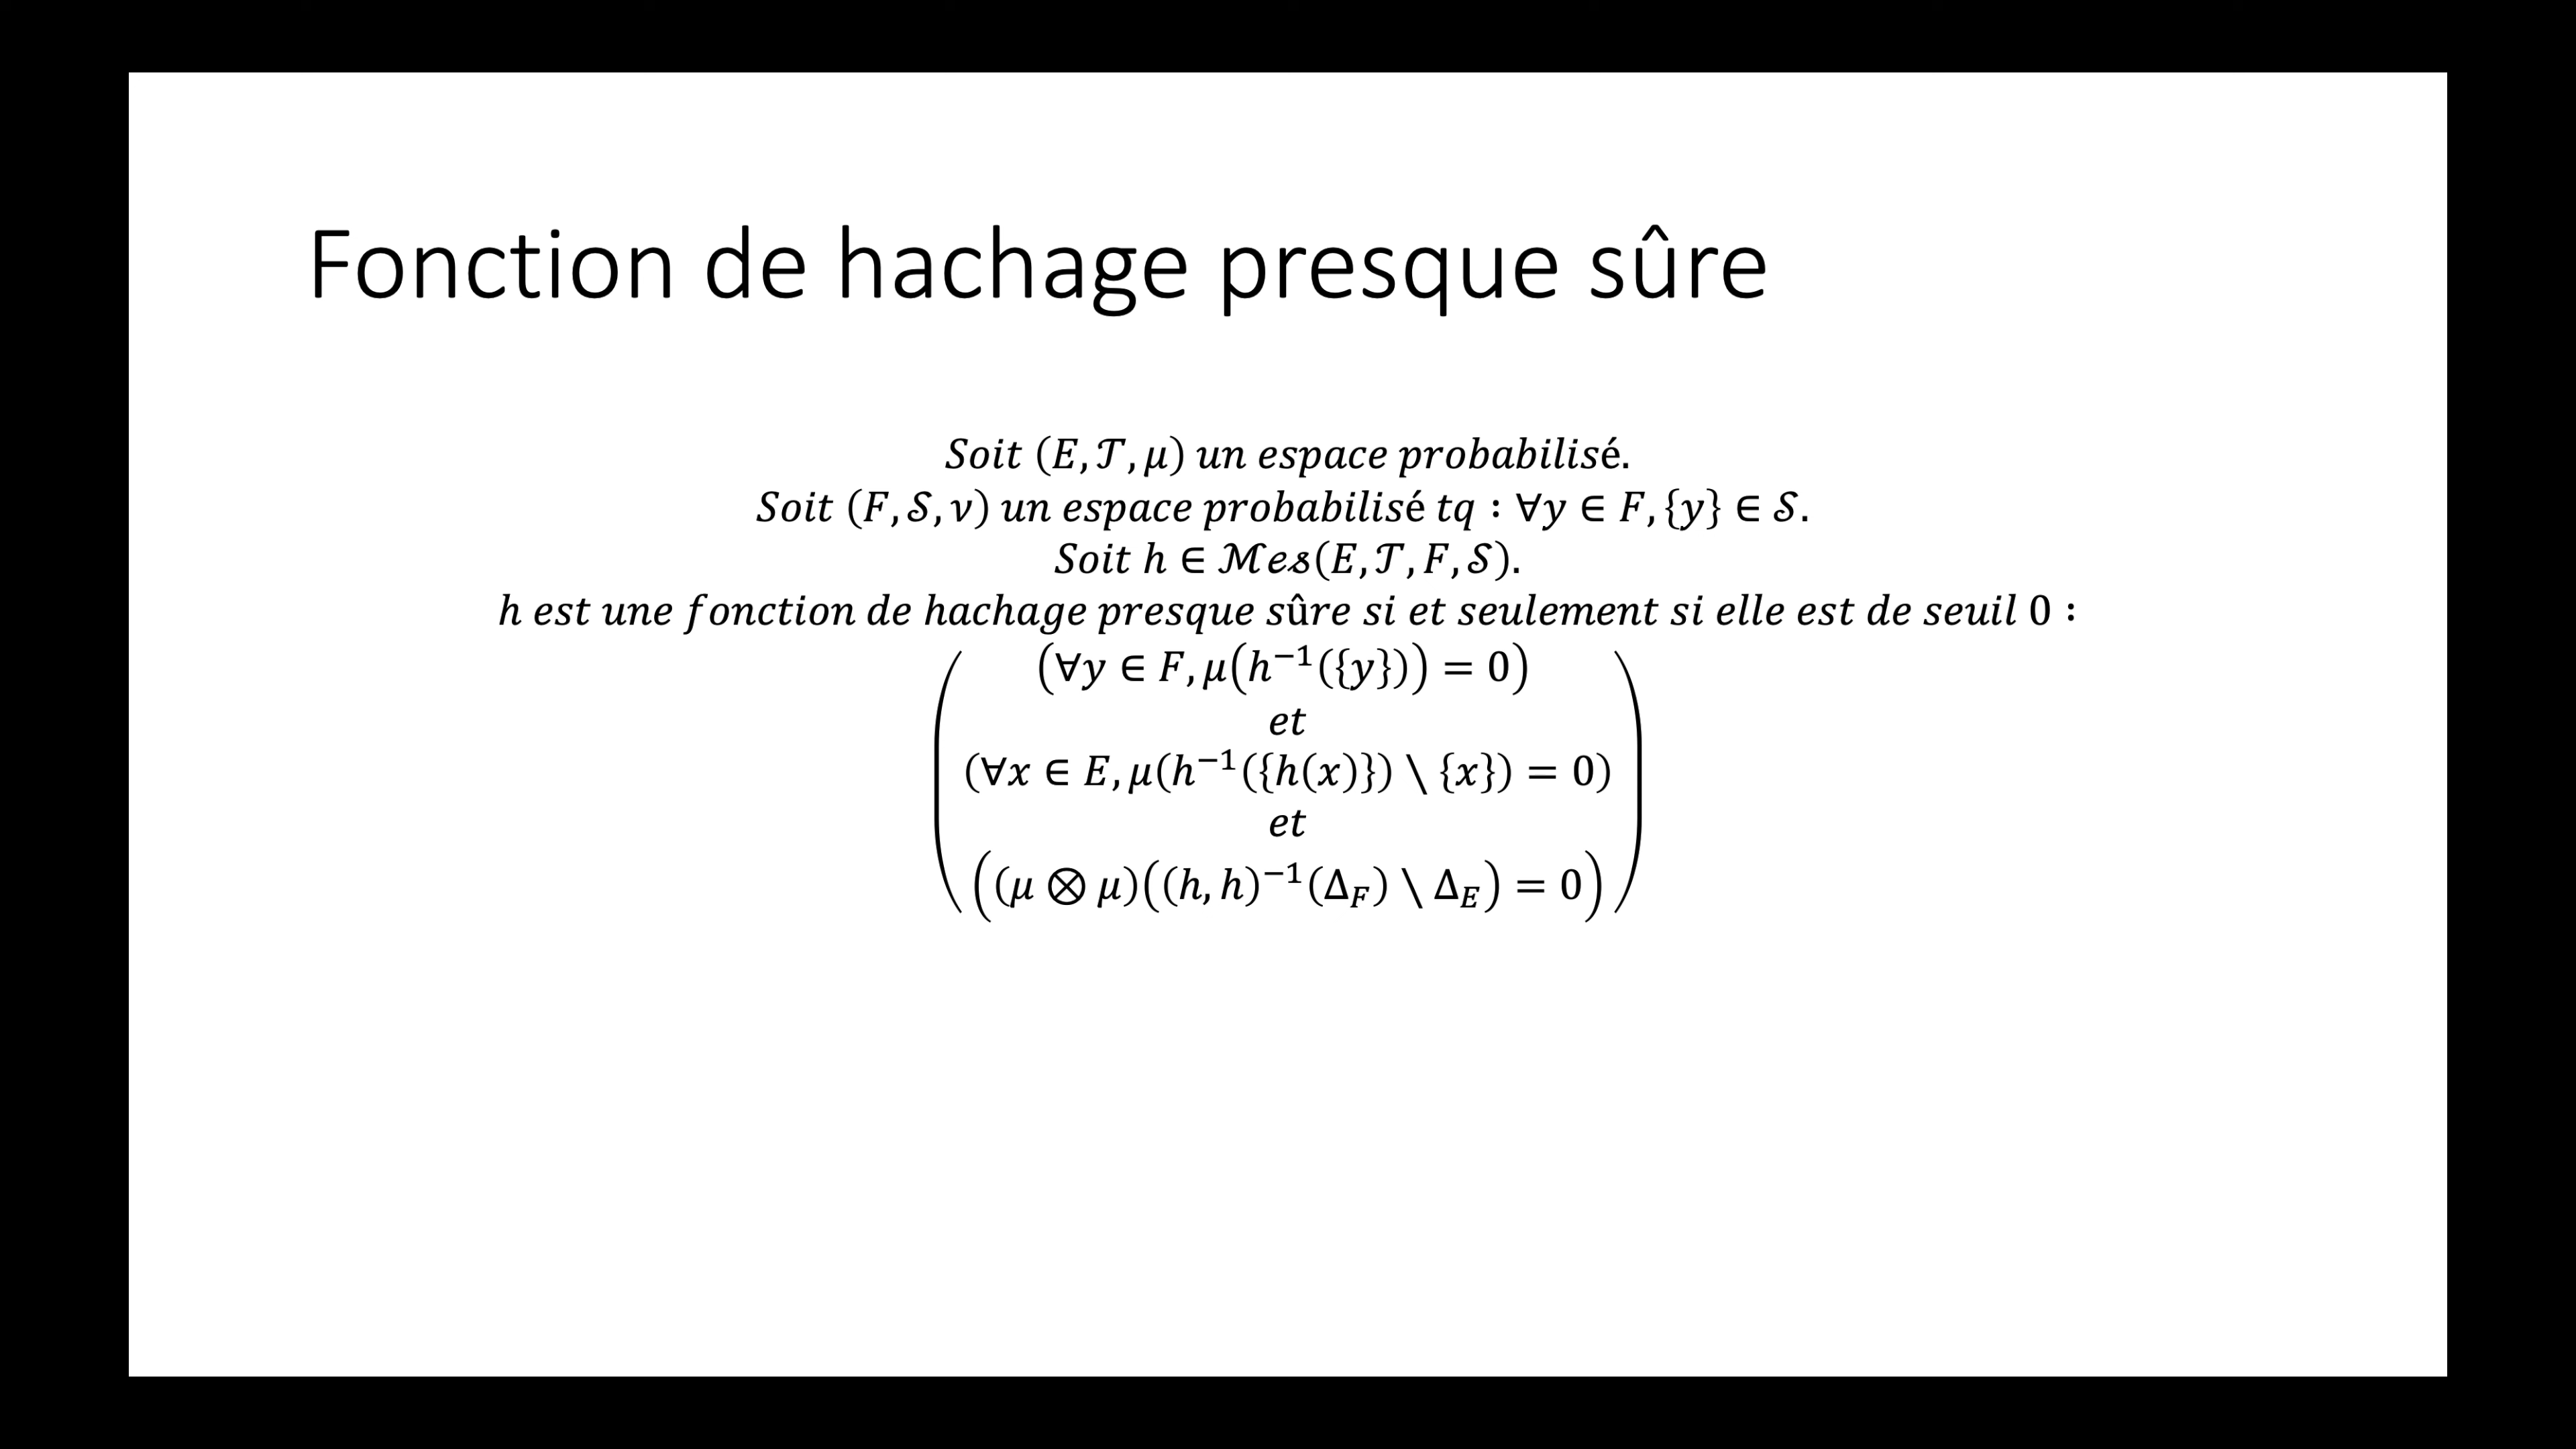 Fonction de hachage presque sûre
Soit (E, 𝒯, μ) un espace probabilisé.
Soit (F, 𝒮, ν) un espace probabilisé tq : ∀y ∈ F, {y} ∈ 𝒮.
Soit h ∈ ℳ𝑒𝓈(E, 𝒯, F, 𝒮).
h est une fonction de hachage presque sûre si et seulement si elle est de seuil 0 :
(∀y ∈ F, μ(h⁻¹({y})) = 0)
et
(∀x ∈ E, μ(h⁻¹({h(x)}) \ {x}) = 0)
et
((μ ⊗ μ)((h, h)⁻¹(Δ_F) \ Δ_E) = 0)